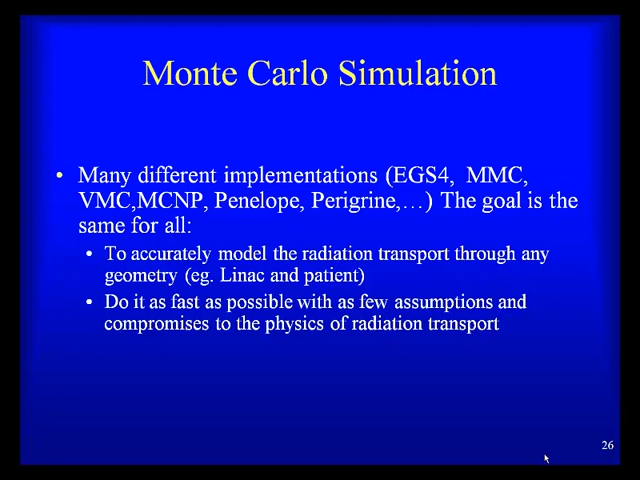 Monte Carlo Simulation
• Many different implementations (EGS4, MMC,
VMC,MCNP, Penelope, Perigrine,…) The goal is the
same for all:
• To accurately model the radiation transport through any
geometry (eg. Linac and patient)
• Do it as fast as possible with as few assumptions and
compromises to the physics of radiation transport
26